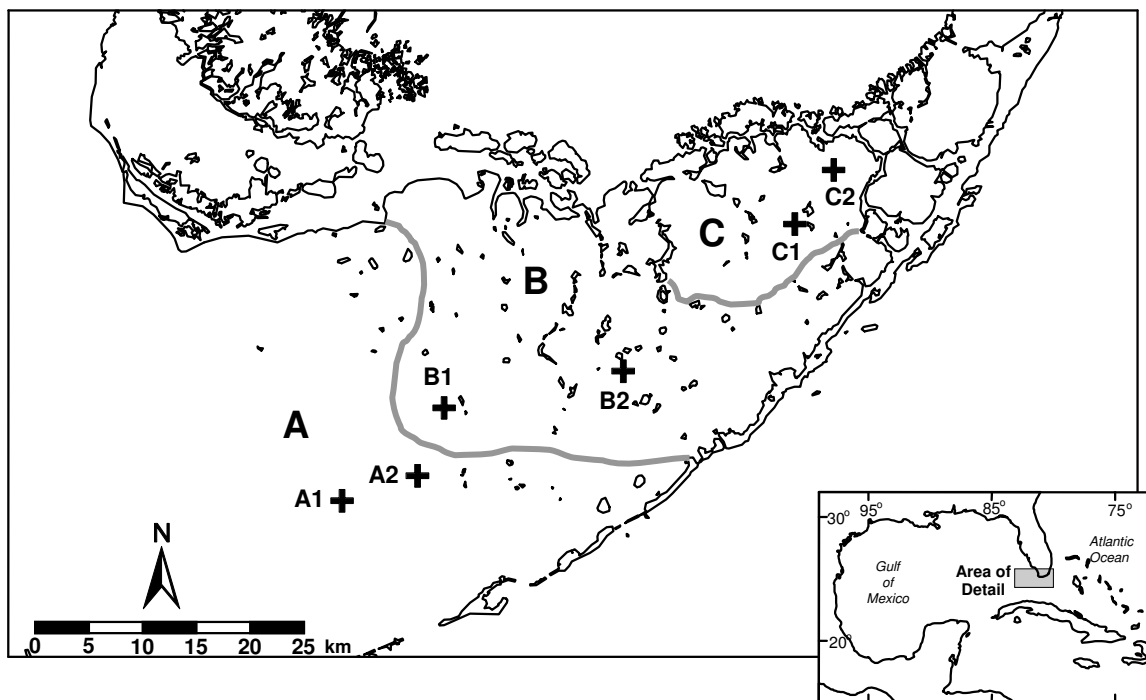 C2
C
C1
B
B1
B2
A
A2
A1
N
0 5 10 15 20 25 km
95° 85° 75°
30°
Atlantic
Ocean
Gulf
of
Mexico
Area of
Detail
20°